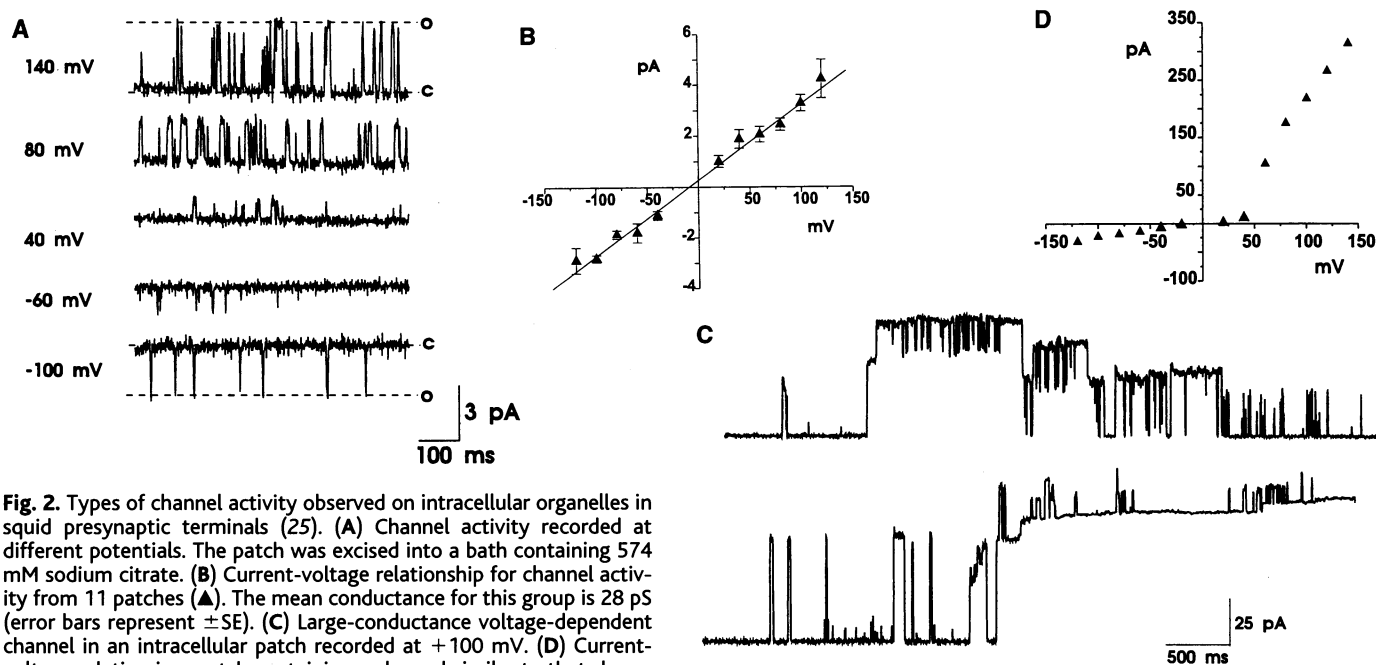 A
140 mV
O
C
80 mV
40 mV
-60 mV
-100 mV
C
O
3 pA
100 ms
B
pA
6
4
2
-2
-4
-150 -100 -50 50 100 150
mV
D
pA
350
250
150
50
-100
-150 -50 50 100 150
mV
C
25 pA
500 ms
Fig. 2. Types of channel activity observed on intracellular organelles in
squid presynaptic terminals (25). (A) Channel activity recorded at
different potentials. The patch was excised into a bath containing 574
mM sodium citrate. (B) Current-voltage relationship for channel activ-
ity from 11 patches (▲). The mean conductance for this group is 28 pS
(error bars represent ±SE). (C) Large-conductance voltage-dependent
channel in an intracellular patch recorded at +100 mV. (D) Current-